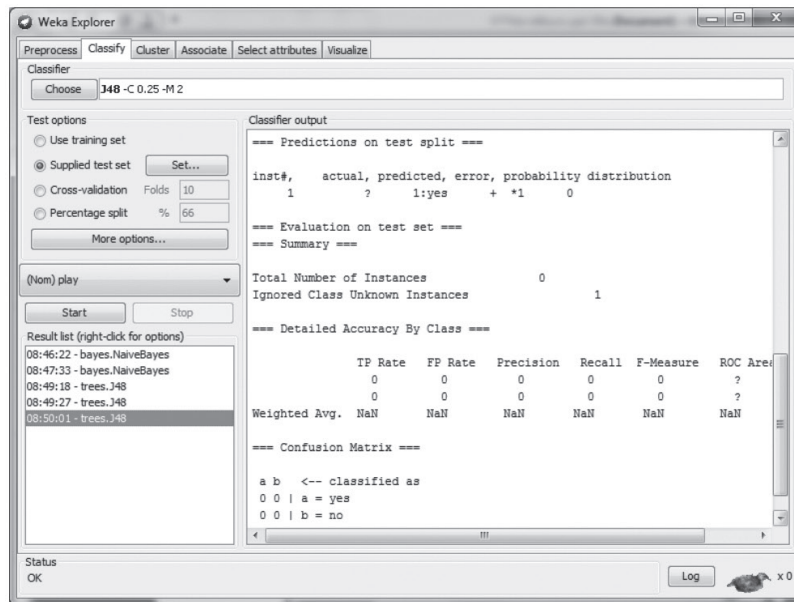 Weka Explorer
Preprocess Classify Cluster Associate Select attributes Visualize
Classifier
Choose J48 -C 0.25 -M 2
Test options
Use training set
Supplied test set Set...
Cross-validation Folds 10
Percentage split % 66
More options...
(Nom) play
Start Stop
Result list (right-click for options)
08:46:22 - bayes.NaiveBayes
08:47:33 - bayes.NaiveBayes
08:49:18 - trees.J48
08:49:27 - trees.J48
08:50:01 - trees.J48
Classifier output
=== Predictions on test split ===
inst#, actual, predicted, error, probability distribution
1 ? 1:yes + *1 0
=== Evaluation on test set ===
=== Summary ===
Total Number of Instances 0
Ignored Class Unknown Instances 1
=== Detailed Accuracy By Class ===
TP Rate FP Rate Precision Recall F-Measure ROC Area
0 0 0 0 0 ?
0 0 0 0 0 ?
Weighted Avg. NaN NaN NaN NaN NaN NaN
=== Confusion Matrix ===
a b <-- classified as
0 0 | a = yes
0 0 | b = no
Status
OK
Log x 0